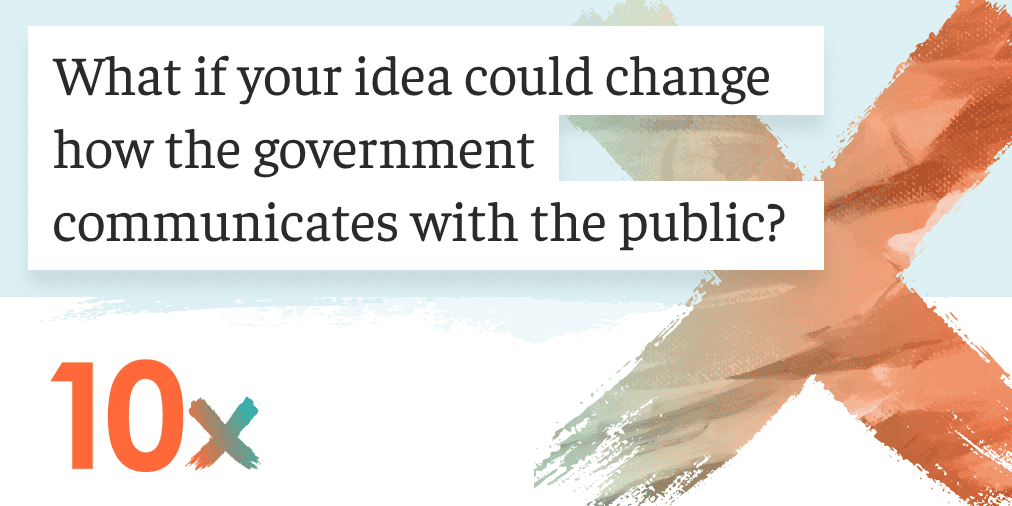 What if your idea could change
how the government
communicates with the public?
10x